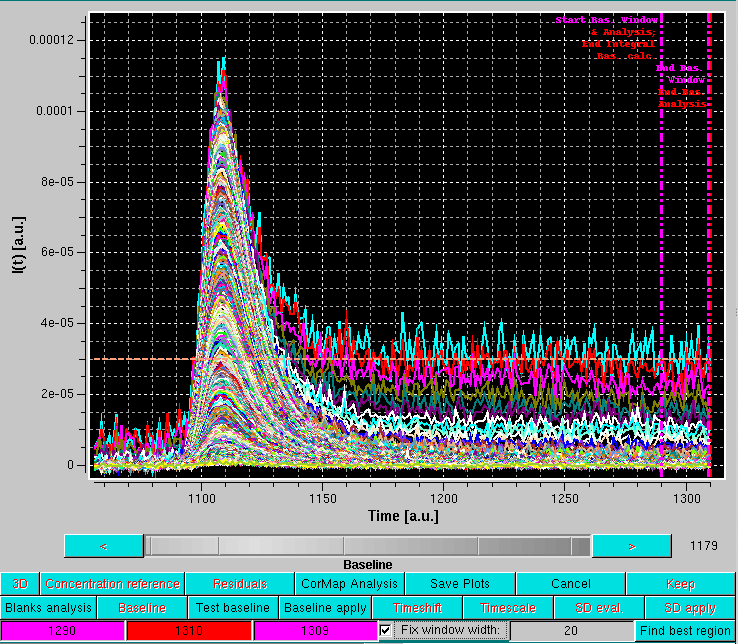 Start Bas. Window
& Analysis;
End Integral
Bas. calc.
End Bas.
Window
End Bas.
Analysis
0.00012
0.0001
8e-05
6e-05
4e-05
2e-05
0
I(t) [a.u.]
1100 1150 1200 1250 1300
Time [a.u.]
< > 1179
Baseline
3D Concentration reference Residuals CorMap Analysis Save Plots Cancel Keep
Blanks analysis Baseline Test baseline Baseline apply Timeshift Timescale SD eval. SD apply
1290 1310 1309 Fix window width: 20 Find best region